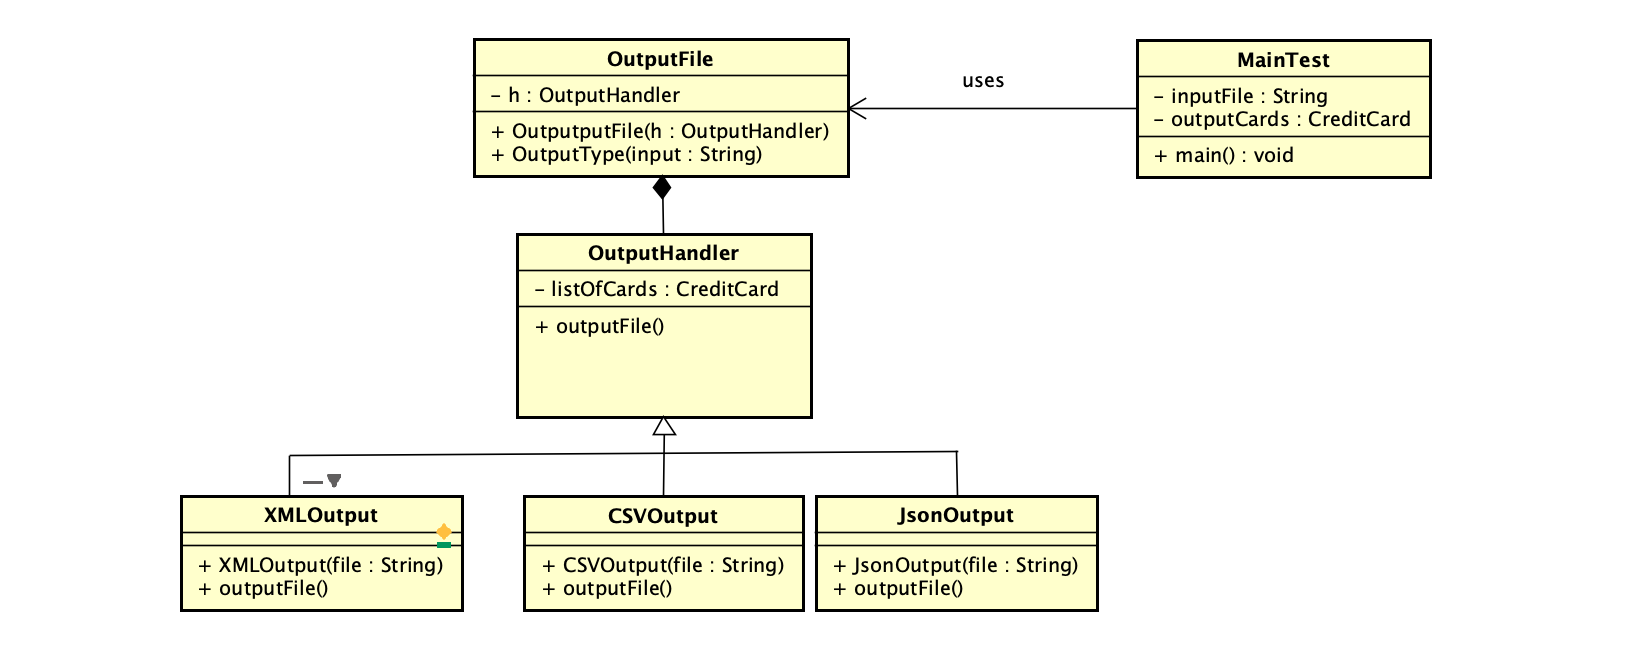 OutputFile
- h : OutputHandler
+ OutputputFile(h : OutputHandler)
+ OutputType(input : String)
uses
MainTest
- inputFile : String
- outputCards : CreditCard
+ main() : void
OutputHandler
- listOfCards : CreditCard
+ outputFile()
XMLOutput
+ XMLOutput(file : String)
+ outputFile()
CSVOutput
+ CSVOutput(file : String)
+ outputFile()
JsonOutput
+ JsonOutput(file : String)
+ outputFile()